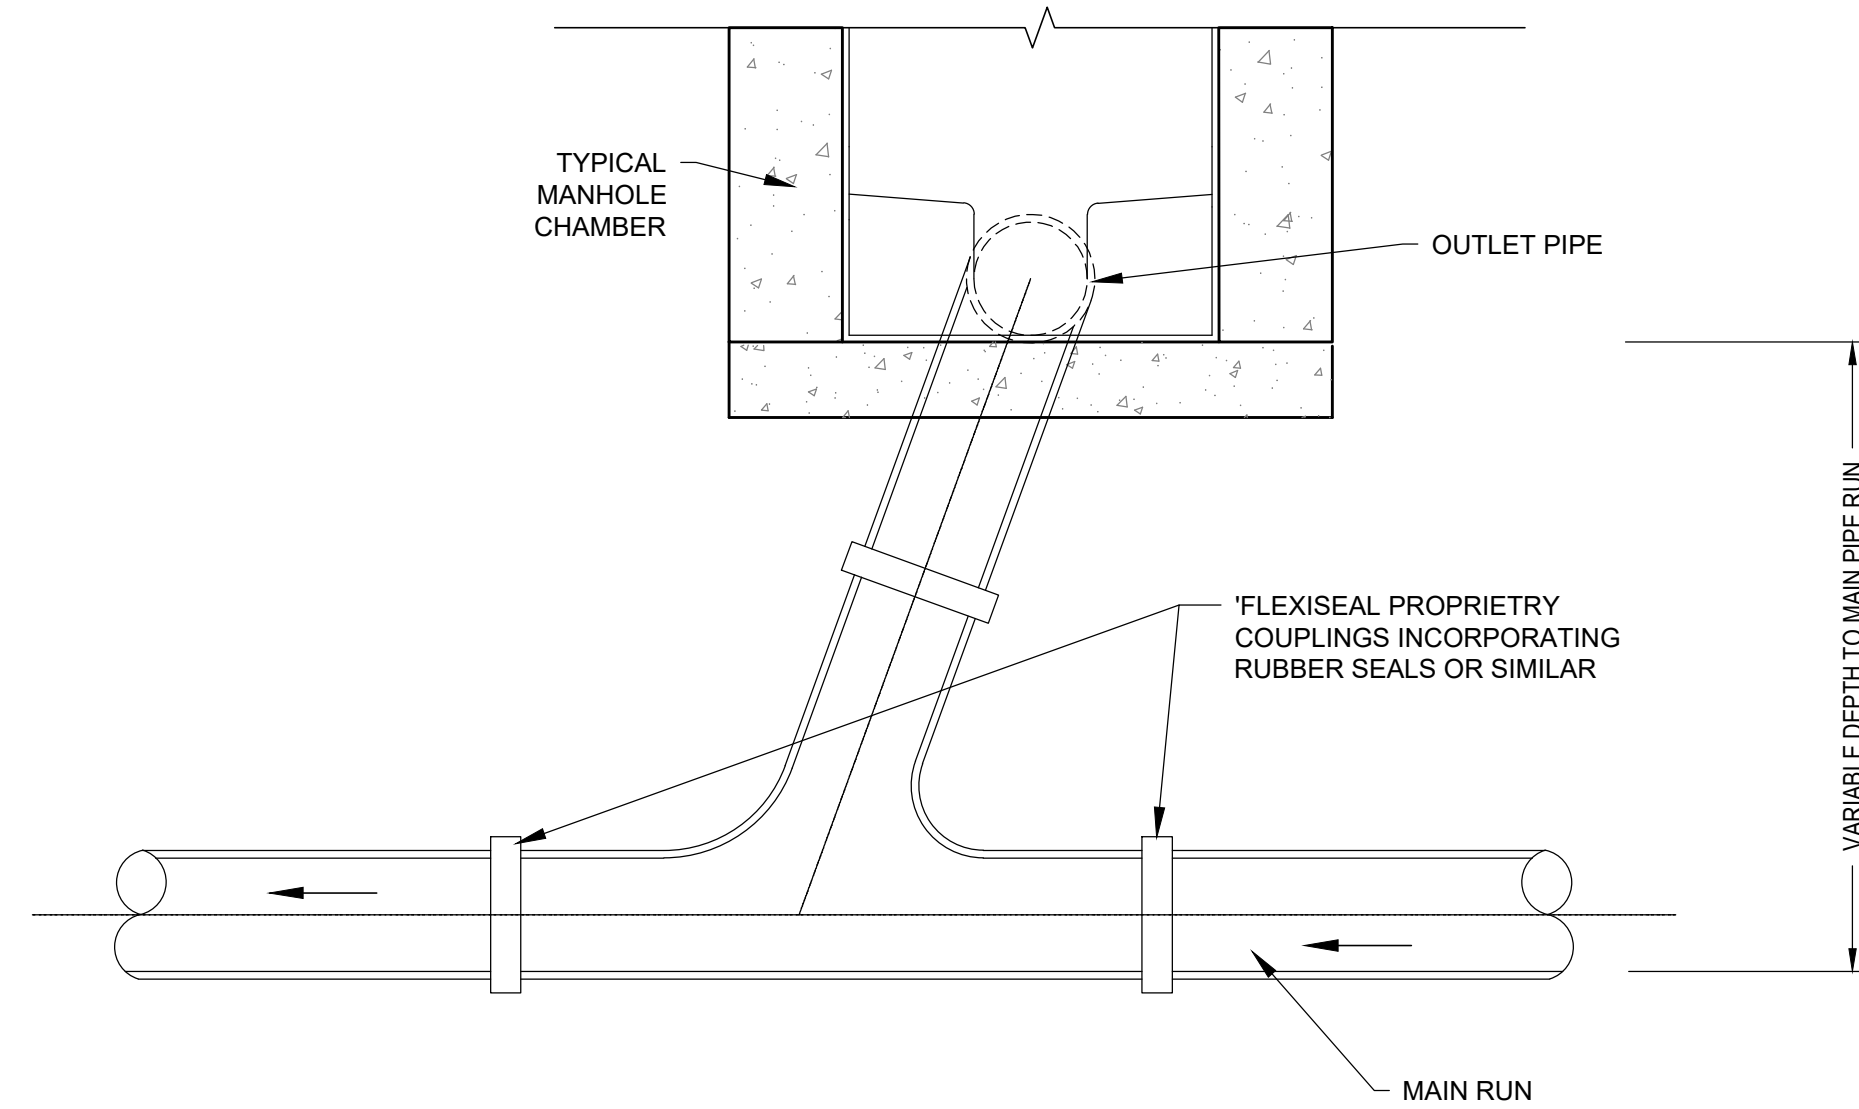 TYPICAL
MANHOLE
CHAMBER
OUTLET PIPE
'FLEXISEAL PROPRIETRY
COUPLINGS INCORPORATING
RUBBER SEALS OR SIMILAR
VARIABLE DEPTH TO MAIN PIPE RUN
MAIN RUN